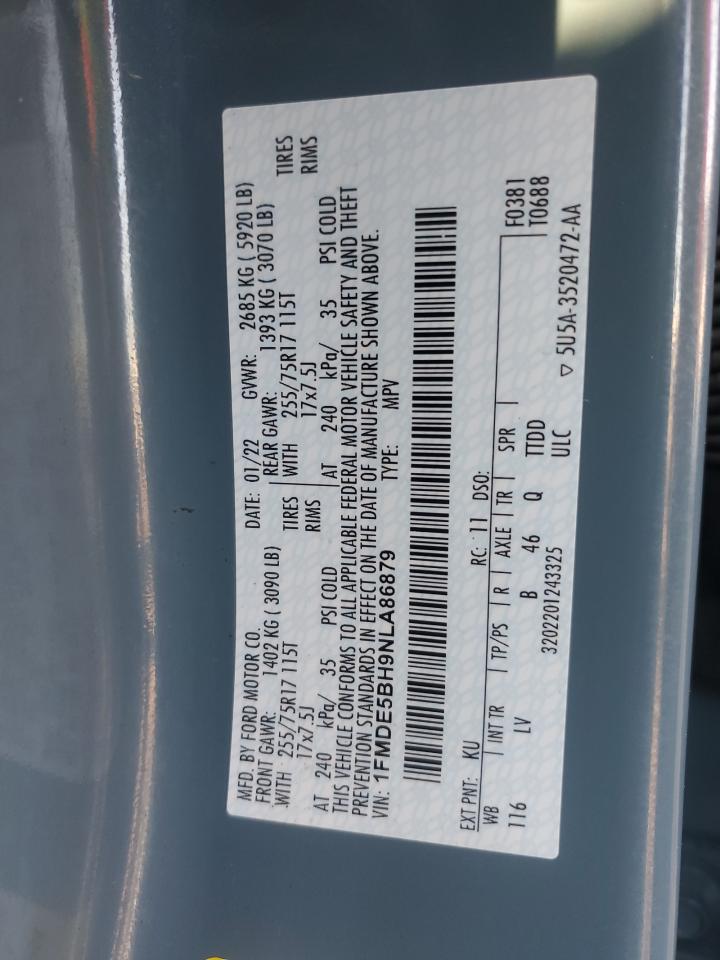 MFD. BY FORD MOTOR CO. DATE: 01/22 GVWR: 2685 KG ( 5920 LB)
FRONT GAWR: 1402 KG ( 3090 LB) REAR GAWR: 1393 KG ( 3070 LB)
WITH 255/75R17 115T TIRES WITH 255/75R17 115T TIRES
17x7.5J RIMS 17x7.5J RIMS
AT 240 kPa/ 35 PSI COLD AT 240 kPa/ 35 PSI COLD
THIS VEHICLE CONFORMS TO ALL APPLICABLE FEDERAL MOTOR VEHICLE SAFETY AND THEFT
PREVENTION STANDARDS IN EFFECT ON THE DATE OF MANUFACTURE SHOWN ABOVE.
VIN: 1FMDE5BH9NLA86879 TYPE: MPV
EXT PNT: KU RC: 11 DSO:
WB INT TR TP/PS R AXLE TR SPR F0381
116 LV B 46 Q TTDD T0688
3202201243325 ULC
▽ 5U5A-3520472-AA